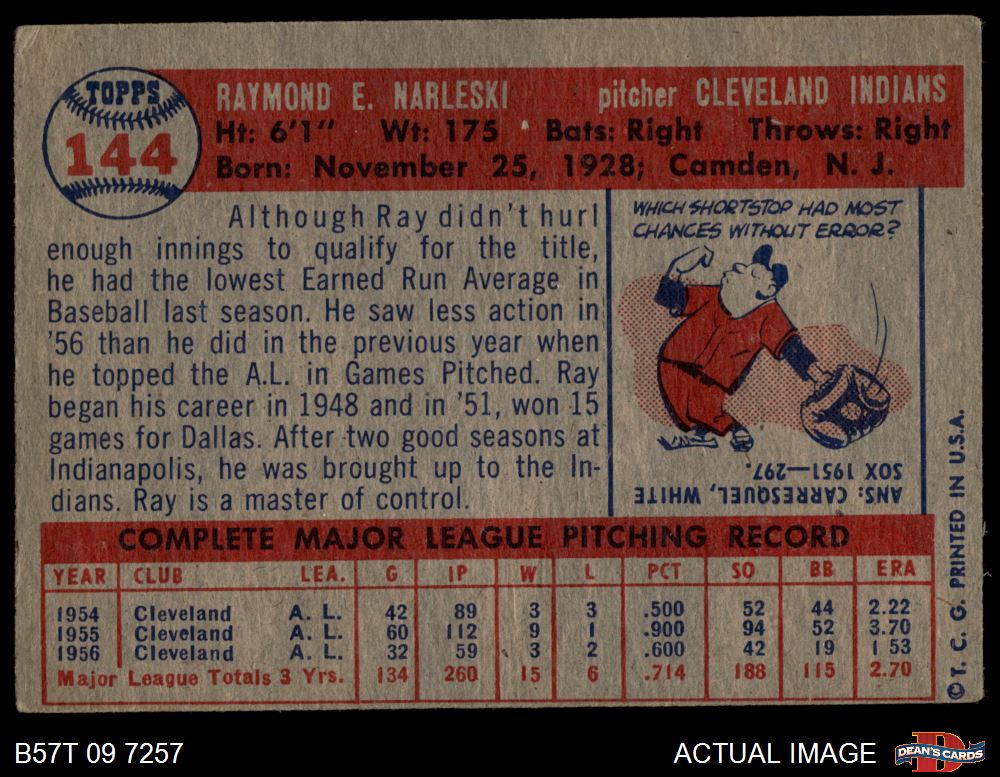 TOPPS
144
RAYMOND E. NARLESKI pitcher CLEVELAND INDIANS
Ht: 6'1" Wt: 175 Bats: Right Throws: Right
Born: November 25, 1928; Camden, N. J.
Although Ray didn't hurl
enough innings to qualify for the title,
he had the lowest Earned Run Average in
Baseball last season. He saw less action in
'56 than he did in the previous year when
he topped the A.L. in Games Pitched. Ray
began his career in 1948 and in '51, won 15
games for Dallas. After two good seasons at
Indianapolis, he was brought up to the In-
dians. Ray is a master of control.
WHICH SHORTSTOP HAD MOST
CHANCES WITHOUT ERROR?
ANS: CARRESQUEL, WHITE
SOX 1951—297.
COMPLETE MAJOR LEAGUE PITCHING RECORD
YEAR CLUB LEA. G IP W L PCT SO BB ERA
1954 Cleveland A. L. 42 89 3 3 .500 52 44 2.22
1955 Cleveland A. L. 60 112 9 1 .900 94 52 3.70
1956 Cleveland A. L. 32 59 3 2 .600 42 19 1 53
Major League Totals 3 Yrs. 134 260 15 6 .714 188 115 2.70
© T. C. G. PRINTED IN U.S.A.
B57T 09 7257
ACTUAL IMAGE
D
DEAN'S CARDS